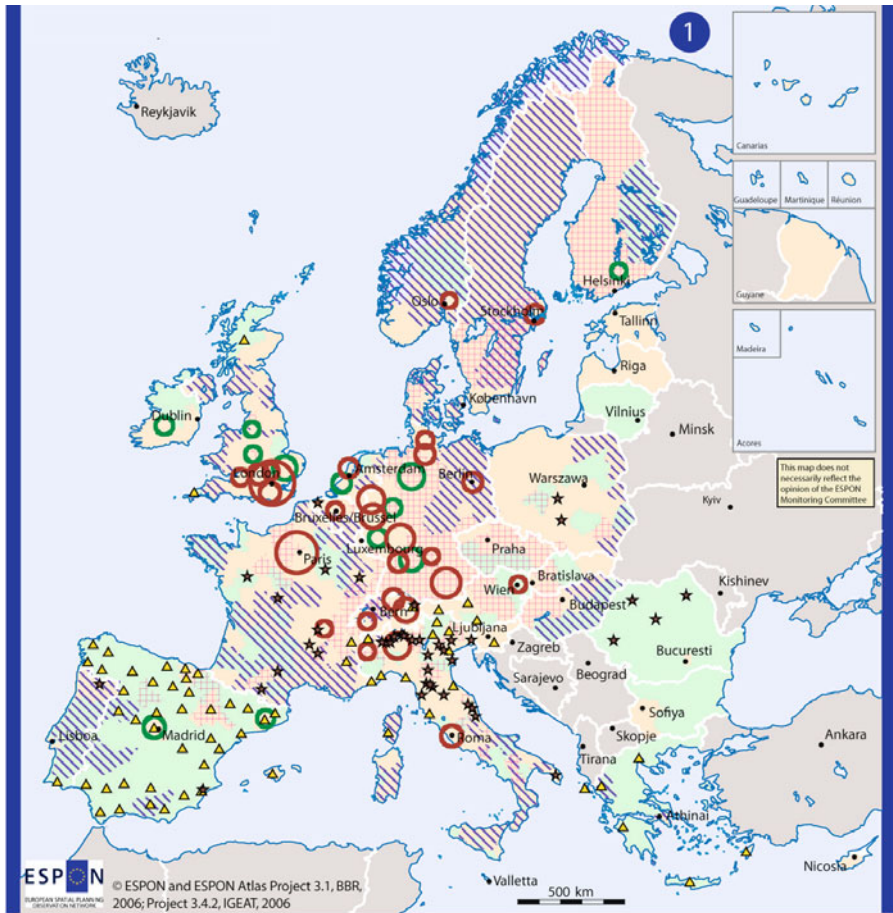 1
Reykjavik
Canarias
Guadeloupe
Martinique
Réunion
Guyane
Madeira
Acores
Helsinki
Oslo
Stockholm
Tallinn
Riga
København
Vilnius
Minsk
Dublin
London
Amsterdam
Berlin
Warszawa
This map does not
necessarily reflect the
opinion of the ESPON
Monitoring Committee
Kyiv
Bruxelles/Brüssel
Luxembourg
Praha
Paris
Wien
Bratislava
Kishinev
Bern
Budapest
Ljubljana
Zagreb
Bucuresti
Beograd
Sarajevo
Sofiya
Skopje
Lisboa
Madrid
Roma
Tirana
Ankara
Athinai
Nicosia
Valletta
500 km
ESPON
EUROPEAN SPATIAL PLANNING
OBSERVATION NETWORK
© ESPON and ESPON Atlas Project 3.1, BBR,
2006; Project 3.4.2, IGEAT, 2006